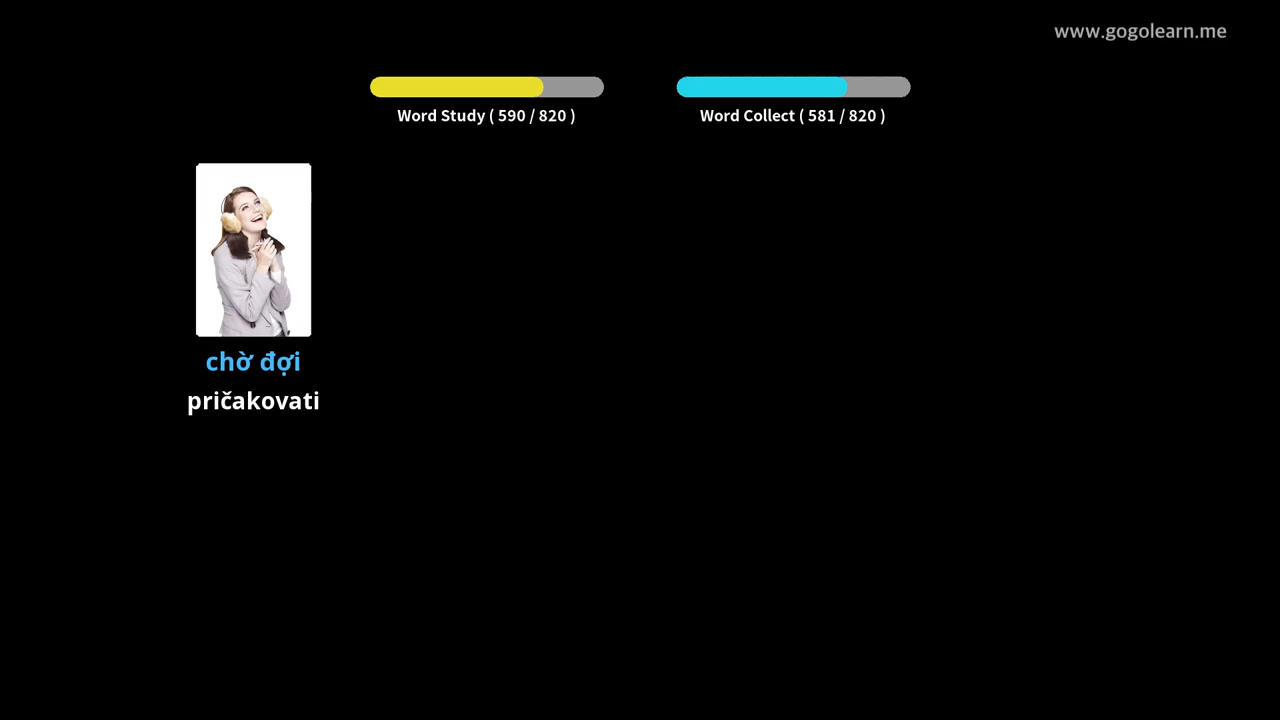 www.gogolearn.me
Word Study ( 590 / 820 )
Word Collect ( 581 / 820 )
chờ đợi
pričakovati